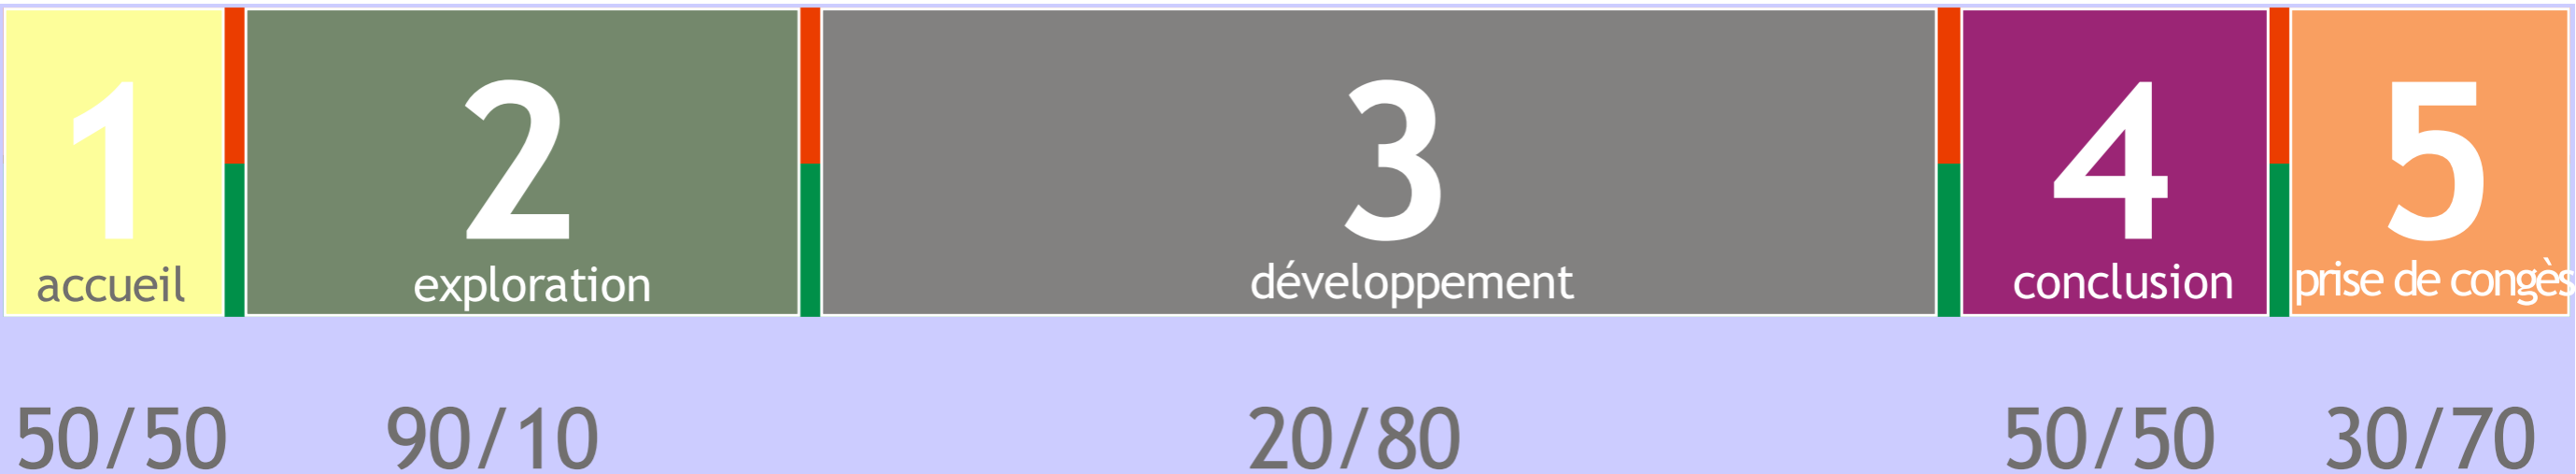 1
accueil
2
exploration
3
développement
4
conclusion
5
prise de congès
50/50
90/10
20/80
50/50
30/70